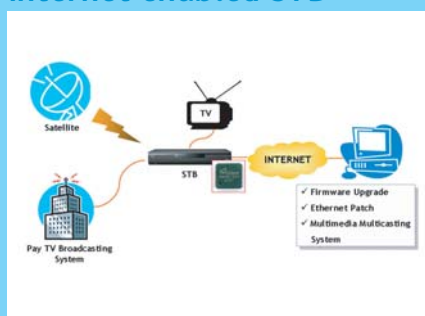 Internet enabled STB
TV
Satellite
INTERNET
STB
✓ Firmware Upgrade
✓ Ethernet Patch
✓ Multimedia Multicasting
System
Pay TV Broadcasting
System